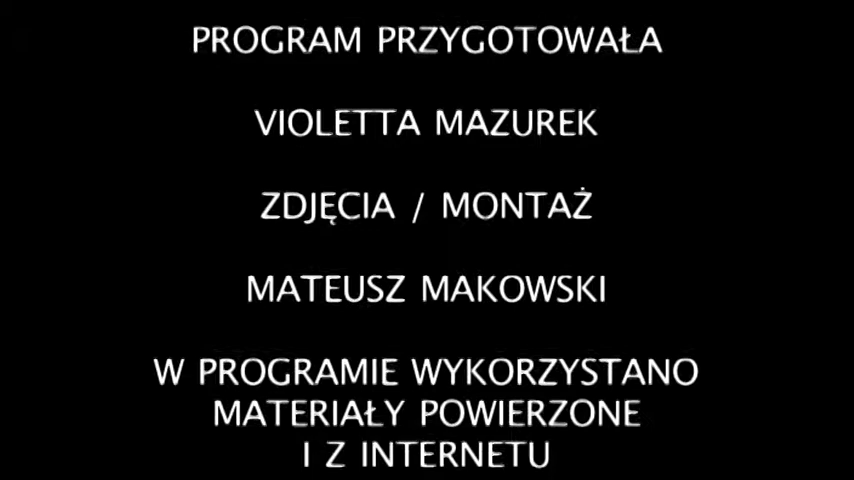 PROGRAM PRZYGOTOWAŁA
VIOLETTA MAZUREK
ZDJĘCIA / MONTAŻ
MATEUSZ MAKOWSKI
W PROGRAMIE WYKORZYSTANO
MATERIAŁY POWIERZONE
I Z INTERNETU